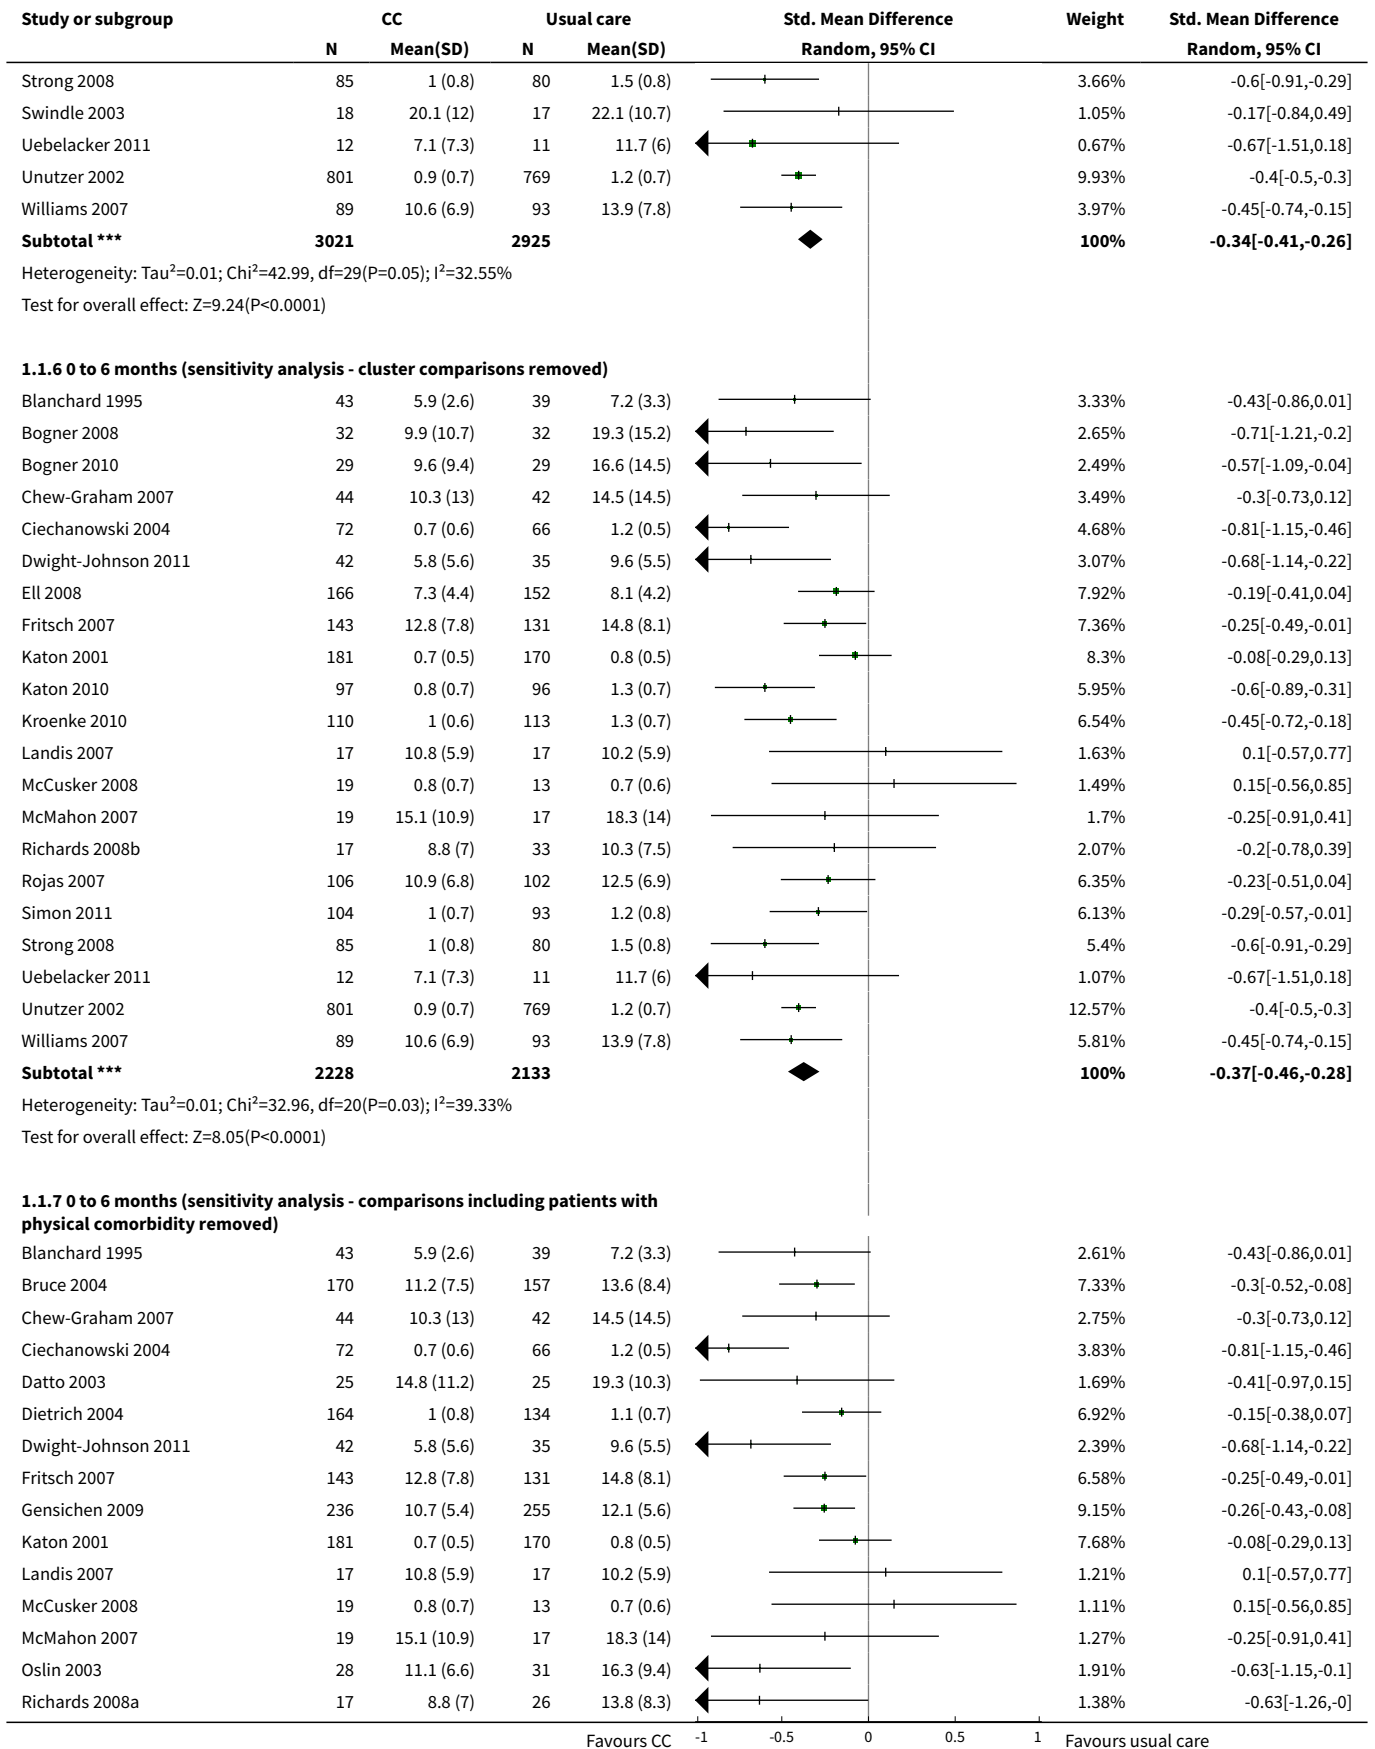 Study or subgroup CC Usual care Std. Mean Difference Weight Std. Mean Difference
N Mean(SD) N Mean(SD) Random, 95% CI Random, 95% CI
Strong 2008 85 1 (0.8) 80 1.5 (0.8) 3.66% -0.6[-0.91,-0.29]
Swindle 2003 18 20.1 (12) 17 22.1 (10.7) 1.05% -0.17[-0.84,0.49]
Uebelacker 2011 12 7.1 (7.3) 11 11.7 (6) 0.67% -0.67[-1.51,0.18]
Unutzer 2002 801 0.9 (0.7) 769 1.2 (0.7) 9.93% -0.4[-0.5,-0.3]
Williams 2007 89 10.6 (6.9) 93 13.9 (7.8) 3.97% -0.45[-0.74,-0.15]
Subtotal *** 3021 2925 100% -0.34[-0.41,-0.26]
Heterogeneity: Tau²=0.01; Chi²=42.99, df=29(P=0.05); I²=32.55%
Test for overall effect: Z=9.24(P<0.0001)
1.1.6 0 to 6 months (sensitivity analysis - cluster comparisons removed)
Blanchard 1995 43 5.9 (2.6) 39 7.2 (3.3) 3.33% -0.43[-0.86,0.01]
Bogner 2008 32 9.9 (10.7) 32 19.3 (15.2) 2.65% -0.71[-1.21,-0.2]
Bogner 2010 29 9.6 (9.4) 29 16.6 (14.5) 2.49% -0.57[-1.09,-0.04]
Chew-Graham 2007 44 10.3 (13) 42 14.5 (14.5) 3.49% -0.3[-0.73,0.12]
Ciechanowski 2004 72 0.7 (0.6) 66 1.2 (0.5) 4.68% -0.81[-1.15,-0.46]
Dwight-Johnson 2011 42 5.8 (5.6) 35 9.6 (5.5) 3.07% -0.68[-1.14,-0.22]
Ell 2008 166 7.3 (4.4) 152 8.1 (4.2) 7.92% -0.19[-0.41,0.04]
Fritsch 2007 143 12.8 (7.8) 131 14.8 (8.1) 7.36% -0.25[-0.49,-0.01]
Katon 2001 181 0.7 (0.5) 170 0.8 (0.5) 8.3% -0.08[-0.29,0.13]
Katon 2010 97 0.8 (0.7) 96 1.3 (0.7) 5.95% -0.6[-0.89,-0.31]
Kroenke 2010 110 1 (0.6) 113 1.3 (0.7) 6.54% -0.45[-0.72,-0.18]
Landis 2007 17 10.8 (5.9) 17 10.2 (5.9) 1.63% 0.1[-0.57,0.77]
McCusker 2008 19 0.8 (0.7) 13 0.7 (0.6) 1.49% 0.15[-0.56,0.85]
McMahon 2007 19 15.1 (10.9) 17 18.3 (14) 1.7% -0.25[-0.91,0.41]
Richards 2008b 17 8.8 (7) 33 10.3 (7.5) 2.07% -0.2[-0.78,0.39]
Rojas 2007 106 10.9 (6.8) 102 12.5 (6.9) 6.35% -0.23[-0.51,0.04]
Simon 2011 104 1 (0.7) 93 1.2 (0.8) 6.13% -0.29[-0.57,-0.01]
Strong 2008 85 1 (0.8) 80 1.5 (0.8) 5.4% -0.6[-0.91,-0.29]
Uebelacker 2011 12 7.1 (7.3) 11 11.7 (6) 1.07% -0.67[-1.51,0.18]
Unutzer 2002 801 0.9 (0.7) 769 1.2 (0.7) 12.57% -0.4[-0.5,-0.3]
Williams 2007 89 10.6 (6.9) 93 13.9 (7.8) 5.81% -0.45[-0.74,-0.15]
Subtotal *** 2228 2133 100% -0.37[-0.46,-0.28]
Heterogeneity: Tau²=0.01; Chi²=32.96, df=20(P=0.03); I²=39.33%
Test for overall effect: Z=8.05(P<0.0001)
1.1.7 0 to 6 months (sensitivity analysis - comparisons including patients with
physical comorbidity removed)
Blanchard 1995 43 5.9 (2.6) 39 7.2 (3.3) 2.61% -0.43[-0.86,0.01]
Bruce 2004 170 11.2 (7.5) 157 13.6 (8.4) 7.33% -0.3[-0.52,-0.08]
Chew-Graham 2007 44 10.3 (13) 42 14.5 (14.5) 2.75% -0.3[-0.73,0.12]
Ciechanowski 2004 72 0.7 (0.6) 66 1.2 (0.5) 3.83% -0.81[-1.15,-0.46]
Datto 2003 25 14.8 (11.2) 25 19.3 (10.3) 1.69% -0.41[-0.97,0.15]
Dietrich 2004 164 1 (0.8) 134 1.1 (0.7) 6.92% -0.15[-0.38,0.07]
Dwight-Johnson 2011 42 5.8 (5.6) 35 9.6 (5.5) 2.39% -0.68[-1.14,-0.22]
Fritsch 2007 143 12.8 (7.8) 131 14.8 (8.1) 6.58% -0.25[-0.49,-0.01]
Gensichen 2009 236 10.7 (5.4) 255 12.1 (5.6) 9.15% -0.26[-0.43,-0.08]
Katon 2001 181 0.7 (0.5) 170 0.8 (0.5) 7.68% -0.08[-0.29,0.13]
Landis 2007 17 10.8 (5.9) 17 10.2 (5.9) 1.21% 0.1[-0.57,0.77]
McCusker 2008 19 0.8 (0.7) 13 0.7 (0.6) 1.11% 0.15[-0.56,0.85]
McMahon 2007 19 15.1 (10.9) 17 18.3 (14) 1.27% -0.25[-0.91,0.41]
Oslin 2003 28 11.1 (6.6) 31 16.3 (9.4) 1.91% -0.63[-1.15,-0.1]
Richards 2008a 17 8.8 (7) 26 13.8 (8.3) 1.38% -0.63[-1.26,-0]
Favours CC -1 -0.5 0 0.5 1 Favours usual care